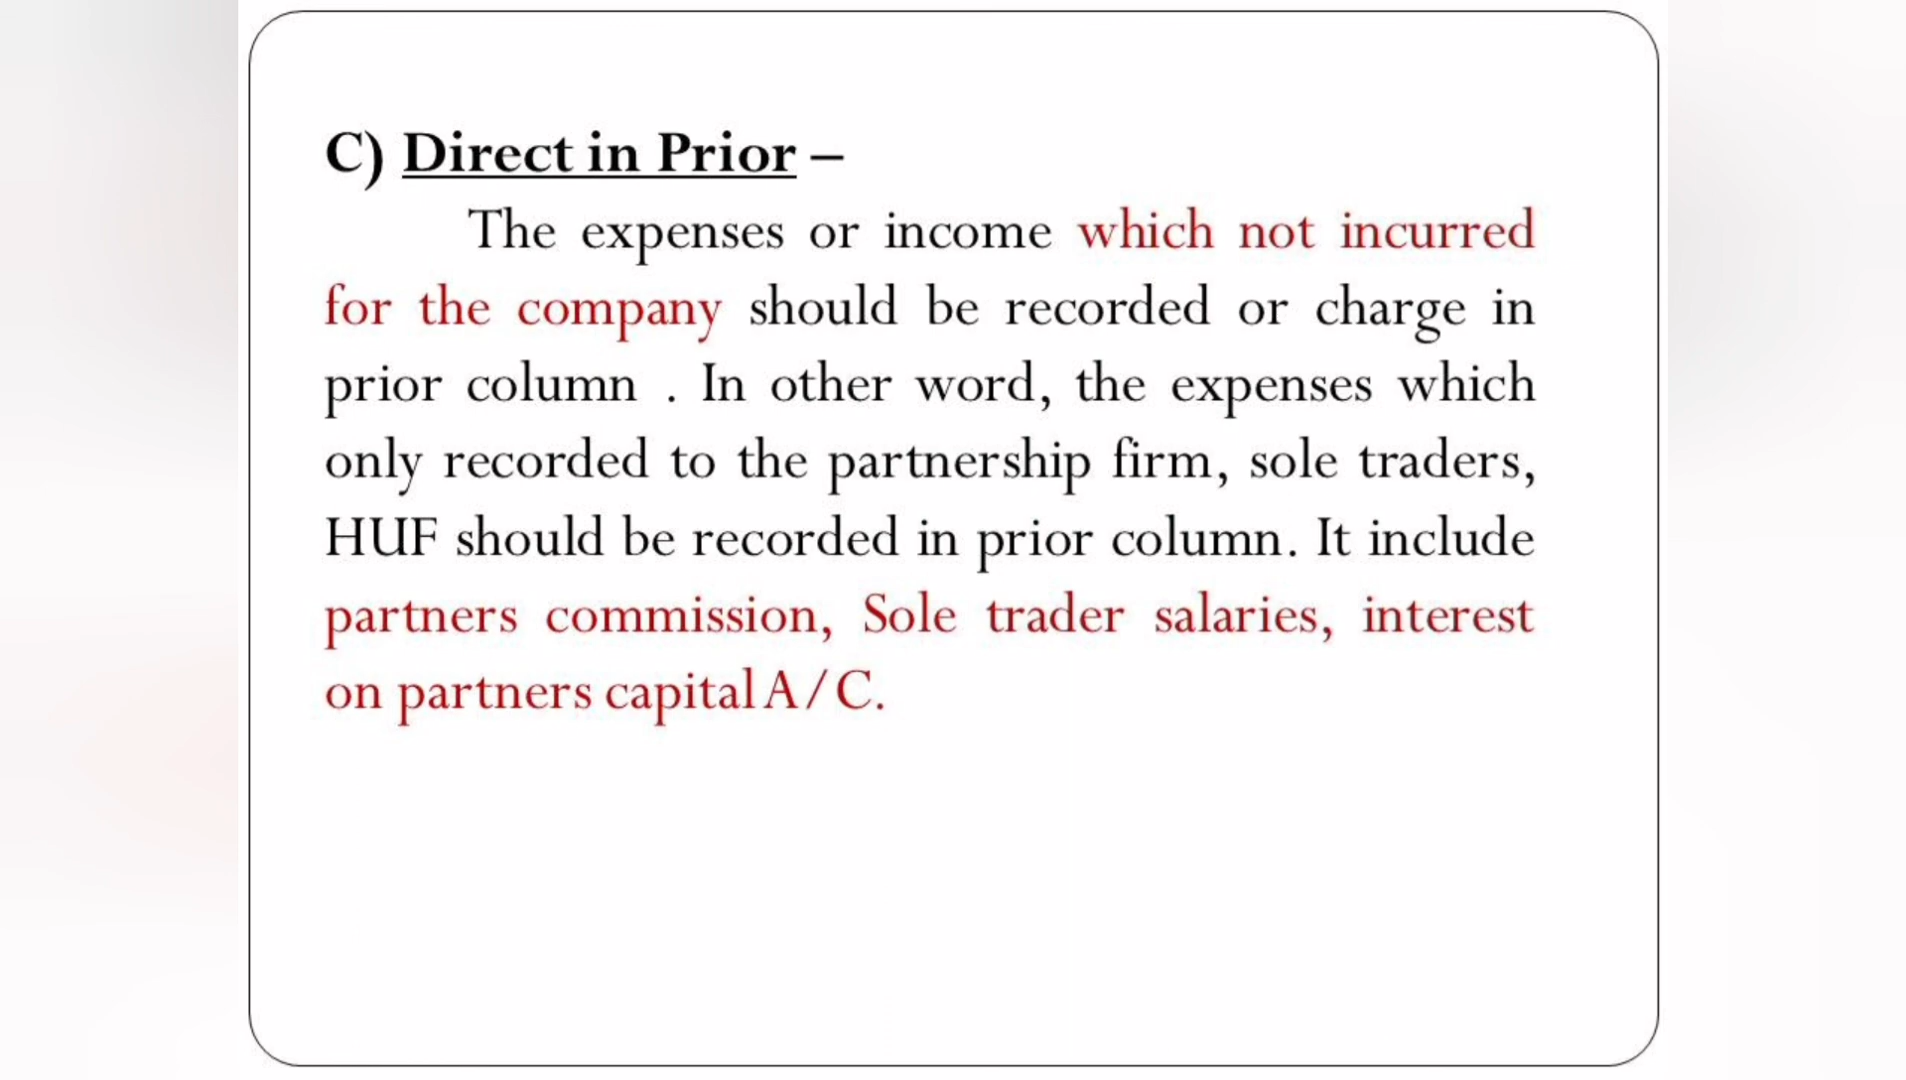 C) Direct in Prior –
The expenses or income which not incurred
for the company should be recorded or charge in
prior column . In other word, the expenses which
only recorded to the partnership firm, sole traders,
HUF should be recorded in prior column. It include
partners commission, Sole trader salaries, interest
on partners capital A/C.